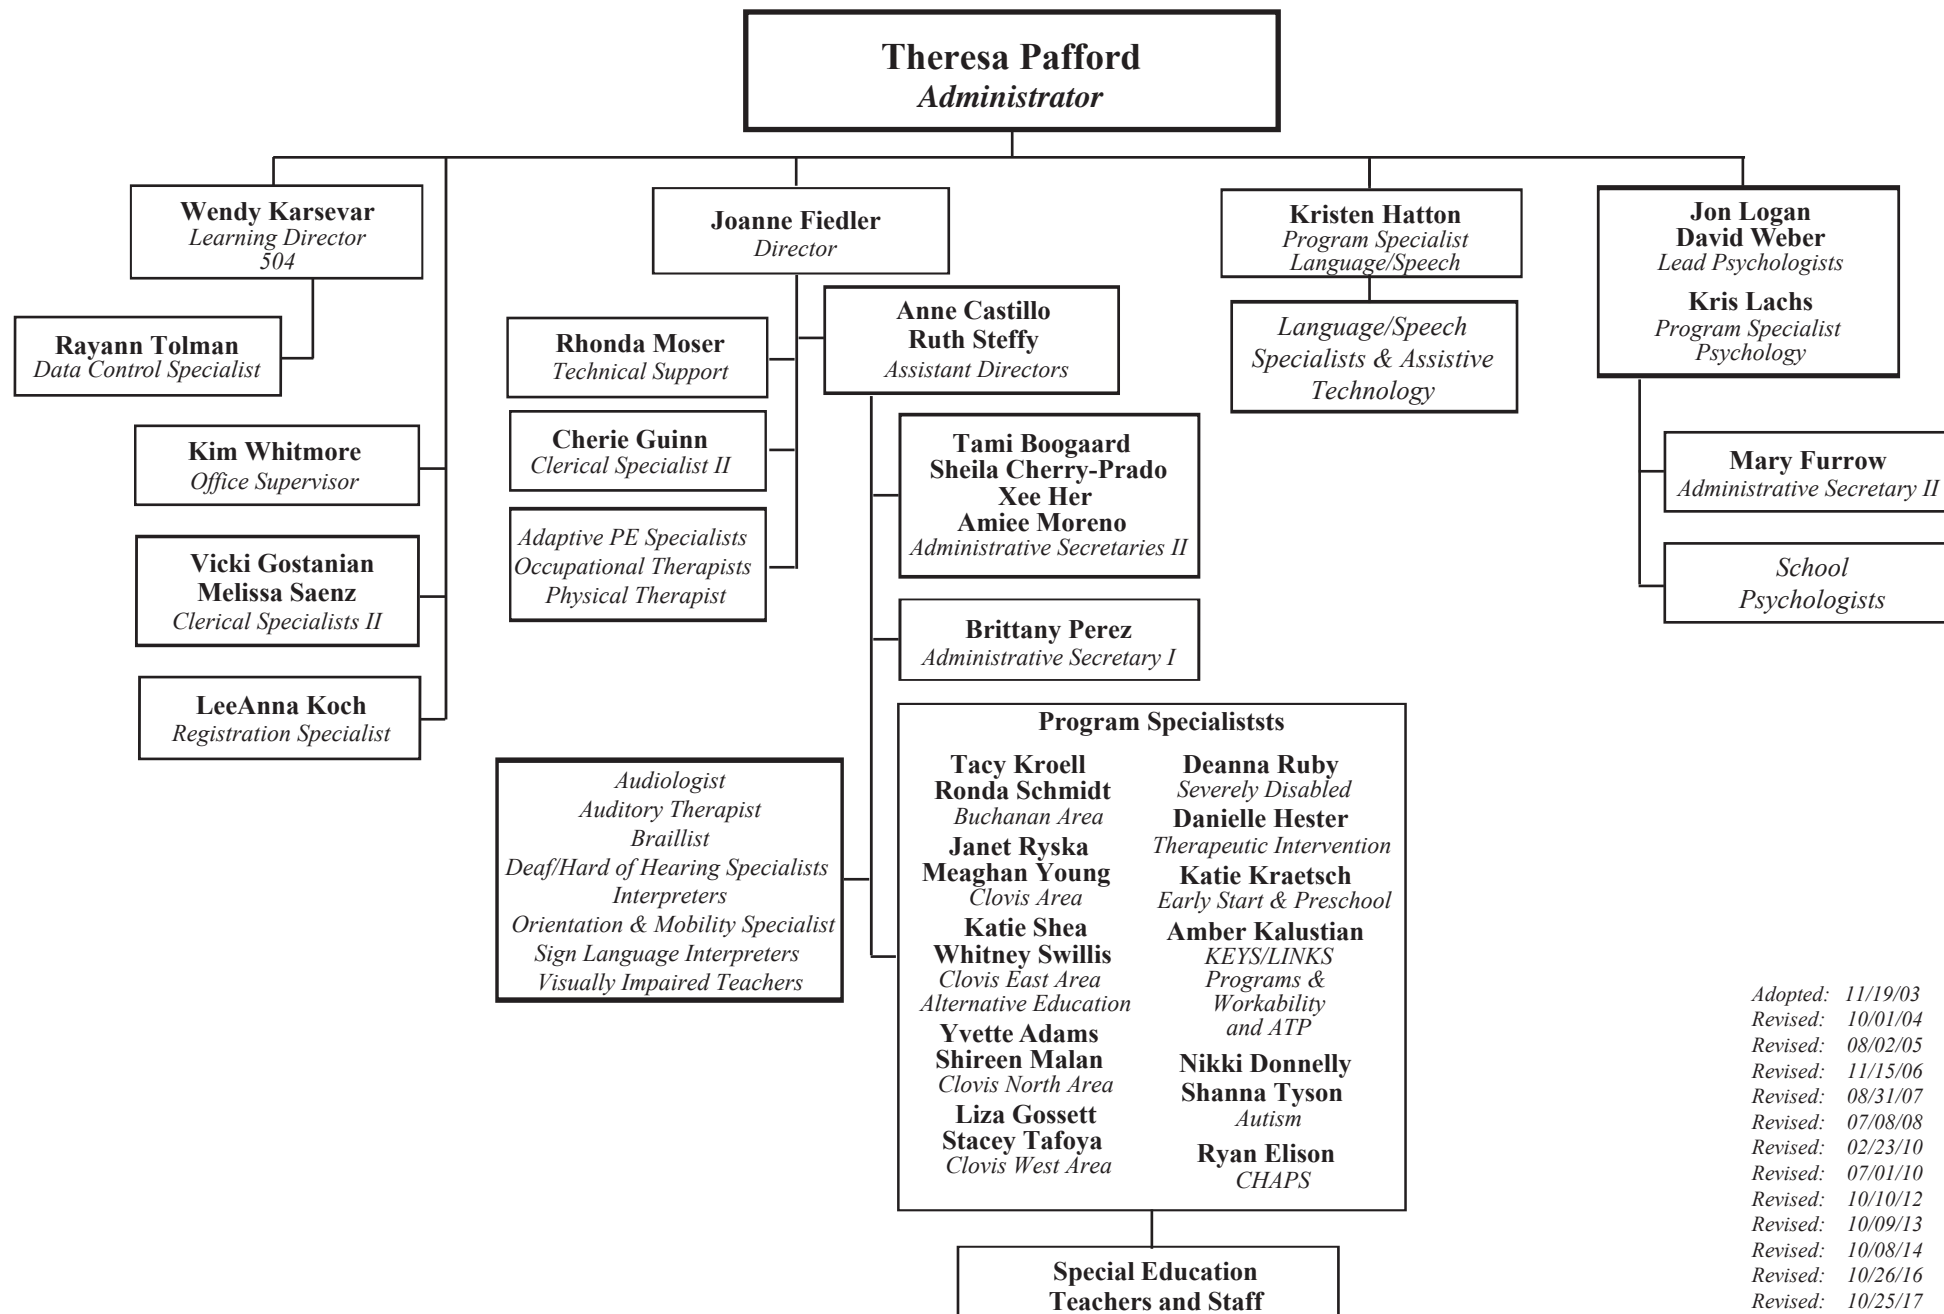 Theresa Pafford
Administrator
Wendy Karsevar
Learning Director
504
Rayann Tolman
Data Control Specialist
Kim Whitmore
Office Supervisor
Vicki Gostanian
Melissa Saenz
Clerical Specialists II
LeeAnna Koch
Registration Specialist
Joanne Fiedler
Director
Rhonda Moser
Technical Support
Cherie Guinn
Clerical Specialist II
Adaptive PE Specialists
Occupational Therapists
Physical Therapist
Anne Castillo
Ruth Steffy
Assistant Directors
Tami Boogaard
Sheila Cherry-Prado
Xee Her
Amiee Moreno
Administrative Secretaries II
Brittany Perez
Administrative Secretary I
Audiologist
Auditory Therapist
Braillist
Deaf/Hard of Hearing Specialists
Interpreters
Orientation & Mobility Specialist
Sign Language Interpreters
Visually Impaired Teachers
Program Specialiststs
Tacy Kroell
Ronda Schmidt
Buchanan Area
Janet Ryska
Meaghan Young
Clovis Area
Katie Shea
Whitney Swillis
Clovis East Area
Alternative Education
Yvette Adams
Shireen Malan
Clovis North Area
Liza Gossett
Stacey Tafoya
Clovis West Area
Deanna Ruby
Severely Disabled
Danielle Hester
Therapeutic Intervention
Katie Kraetsch
Early Start & Preschool
Amber Kalustian
KEYS/LINKS
Programs &
Workability
and ATP
Nikki Donnelly
Shanna Tyson
Autism
Ryan Elison
CHAPS
Special Education
Teachers and Staff
Kristen Hatton
Program Specialist
Language/Speech
Language/Speech
Specialists & Assistive
Technology
Jon Logan
David Weber
Lead Psychologists
Kris Lachs
Program Specialist
Psychology
Mary Furrow
Administrative Secretary II
School
Psychologists
Adopted: 11/19/03
Revised: 10/01/04
Revised: 08/02/05
Revised: 11/15/06
Revised: 08/31/07
Revised: 07/08/08
Revised: 02/23/10
Revised: 07/01/10
Revised: 10/10/12
Revised: 10/09/13
Revised: 10/08/14
Revised: 10/26/16
Revised: 10/25/17